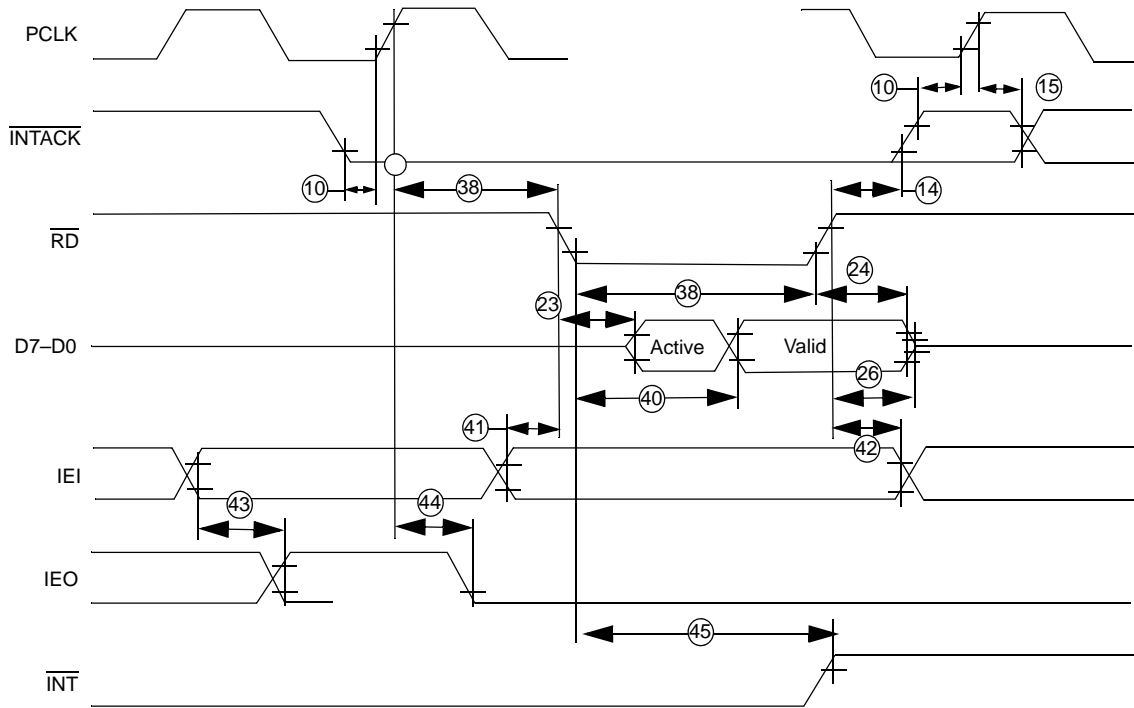 PCLK
10
15
INTACK
10
38
14
RD
24
38
23
D7–D0
Active
Valid
26
40
41
42
IEI
43
44
IEO
45
INT